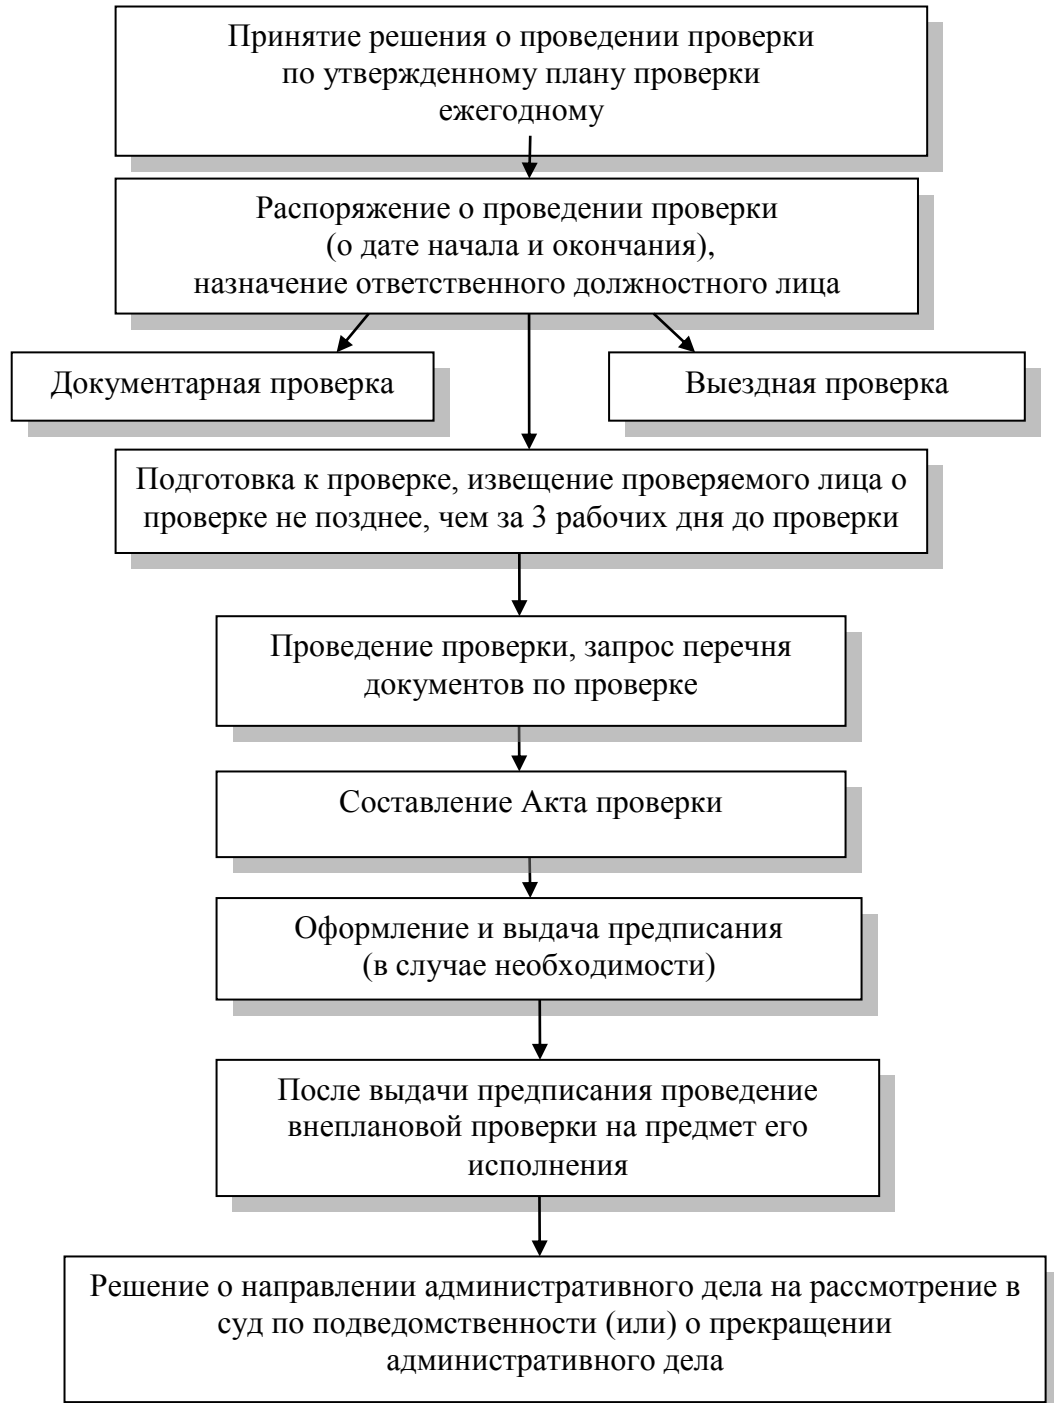 Принятие решения о проведении проверки
по утвержденному плану проверки
ежегодному
Распоряжение о проведении проверки
(о дате начала и окончания),
назначение ответственного должностного лица
Документарная проверка
Выездная проверка
Подготовка к проверке, извещение проверяемого лица о
проверке не позднее, чем за 3 рабочих дня до проверки
Проведение проверки, запрос перечня
документов по проверке
Составление Акта проверки
Оформление и выдача предписания
(в случае необходимости)
После выдачи предписания проведение
внеплановой проверки на предмет его
исполнения
Решение о направлении административного дела на рассмотрение в
суд по подведомственности (или) о прекращении
административного дела